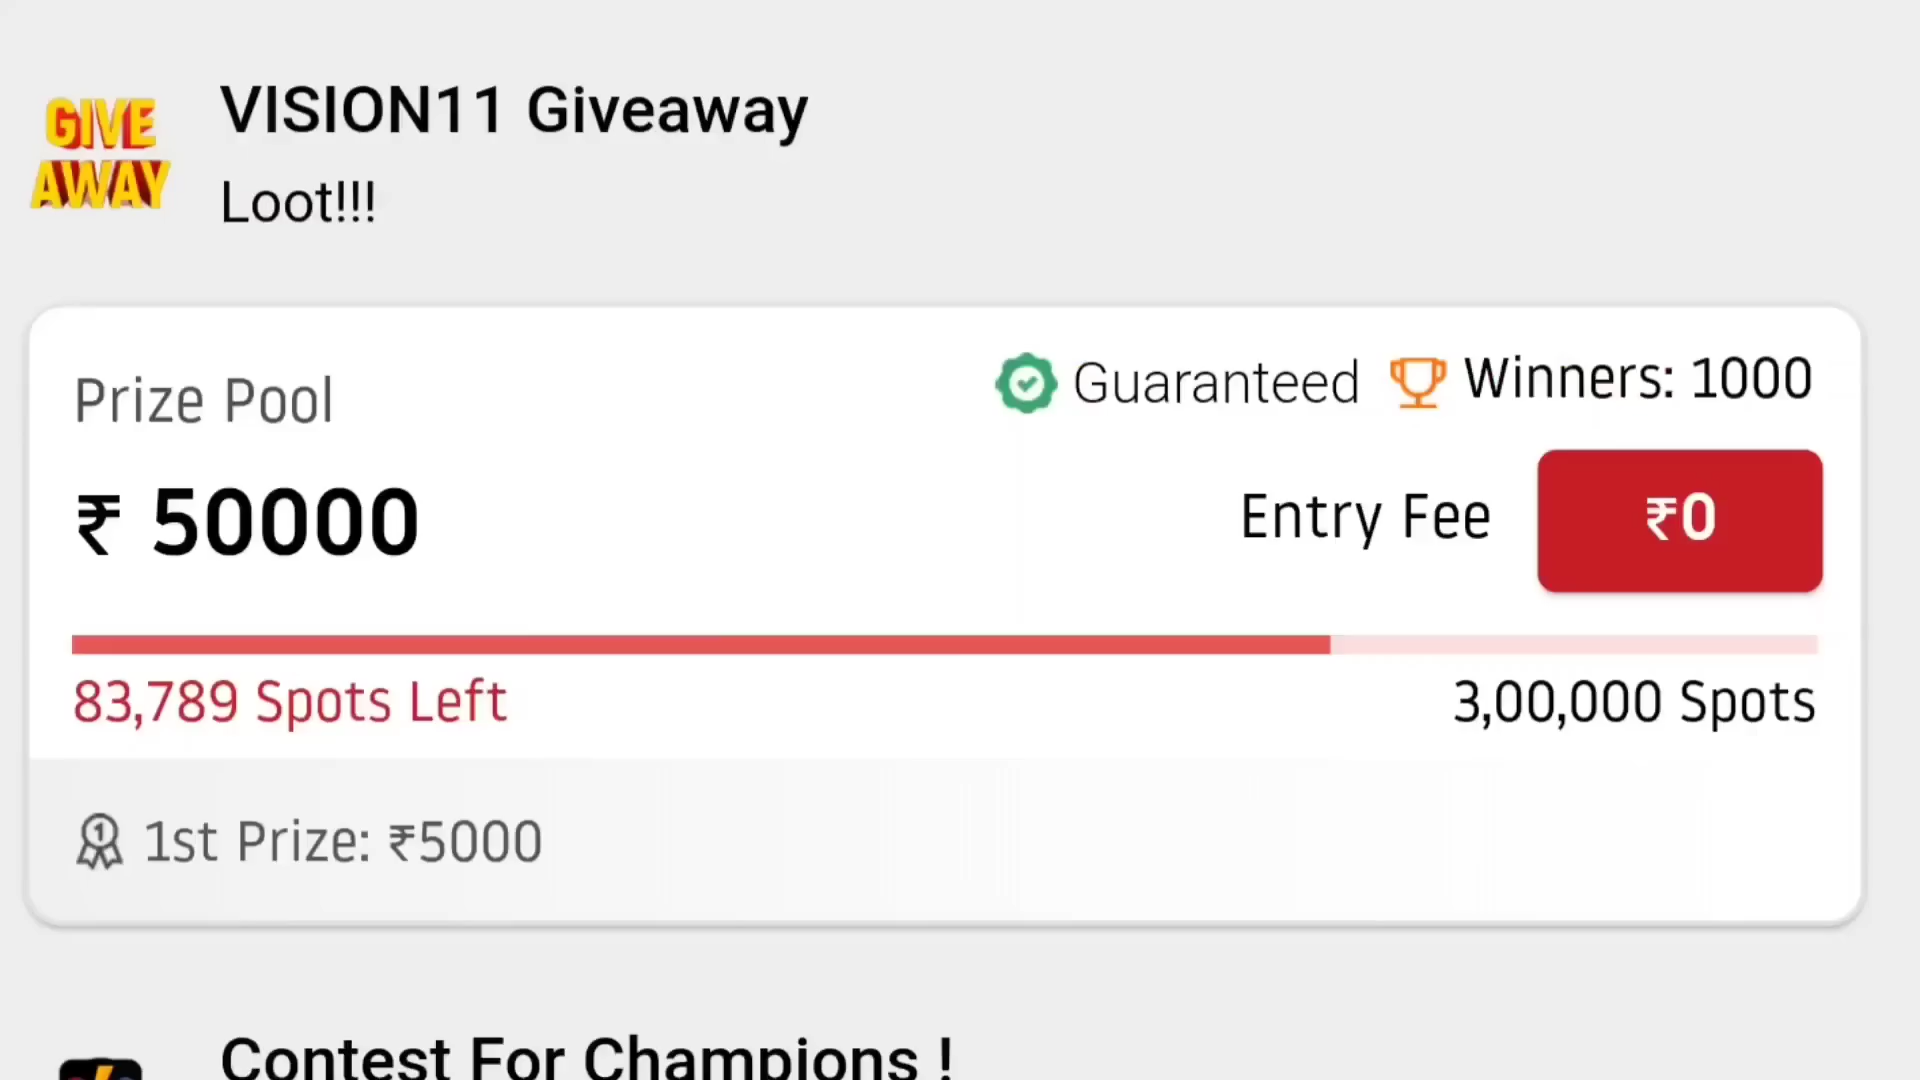 GIVE
AWAY
VISION11 Giveaway
Loot!!!
Prize Pool
Guaranteed
Winners: 1000
₹ 50000
Entry Fee
₹0
83,789 Spots Left
3,00,000 Spots
1
1st Prize: ₹5000
Contest For Champions !